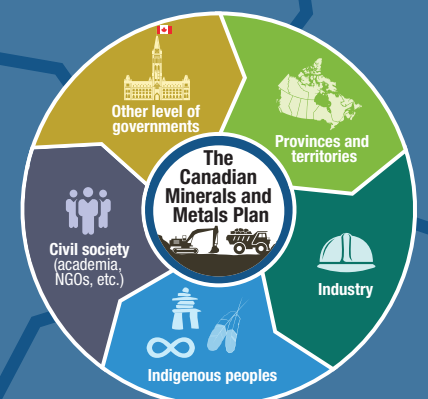 Other level of
governments
Provinces and
territories
The
Canadian
Minerals and
Metals Plan
Civil society
(academia,
NGOs, etc.)
Industry
Indigenous peoples